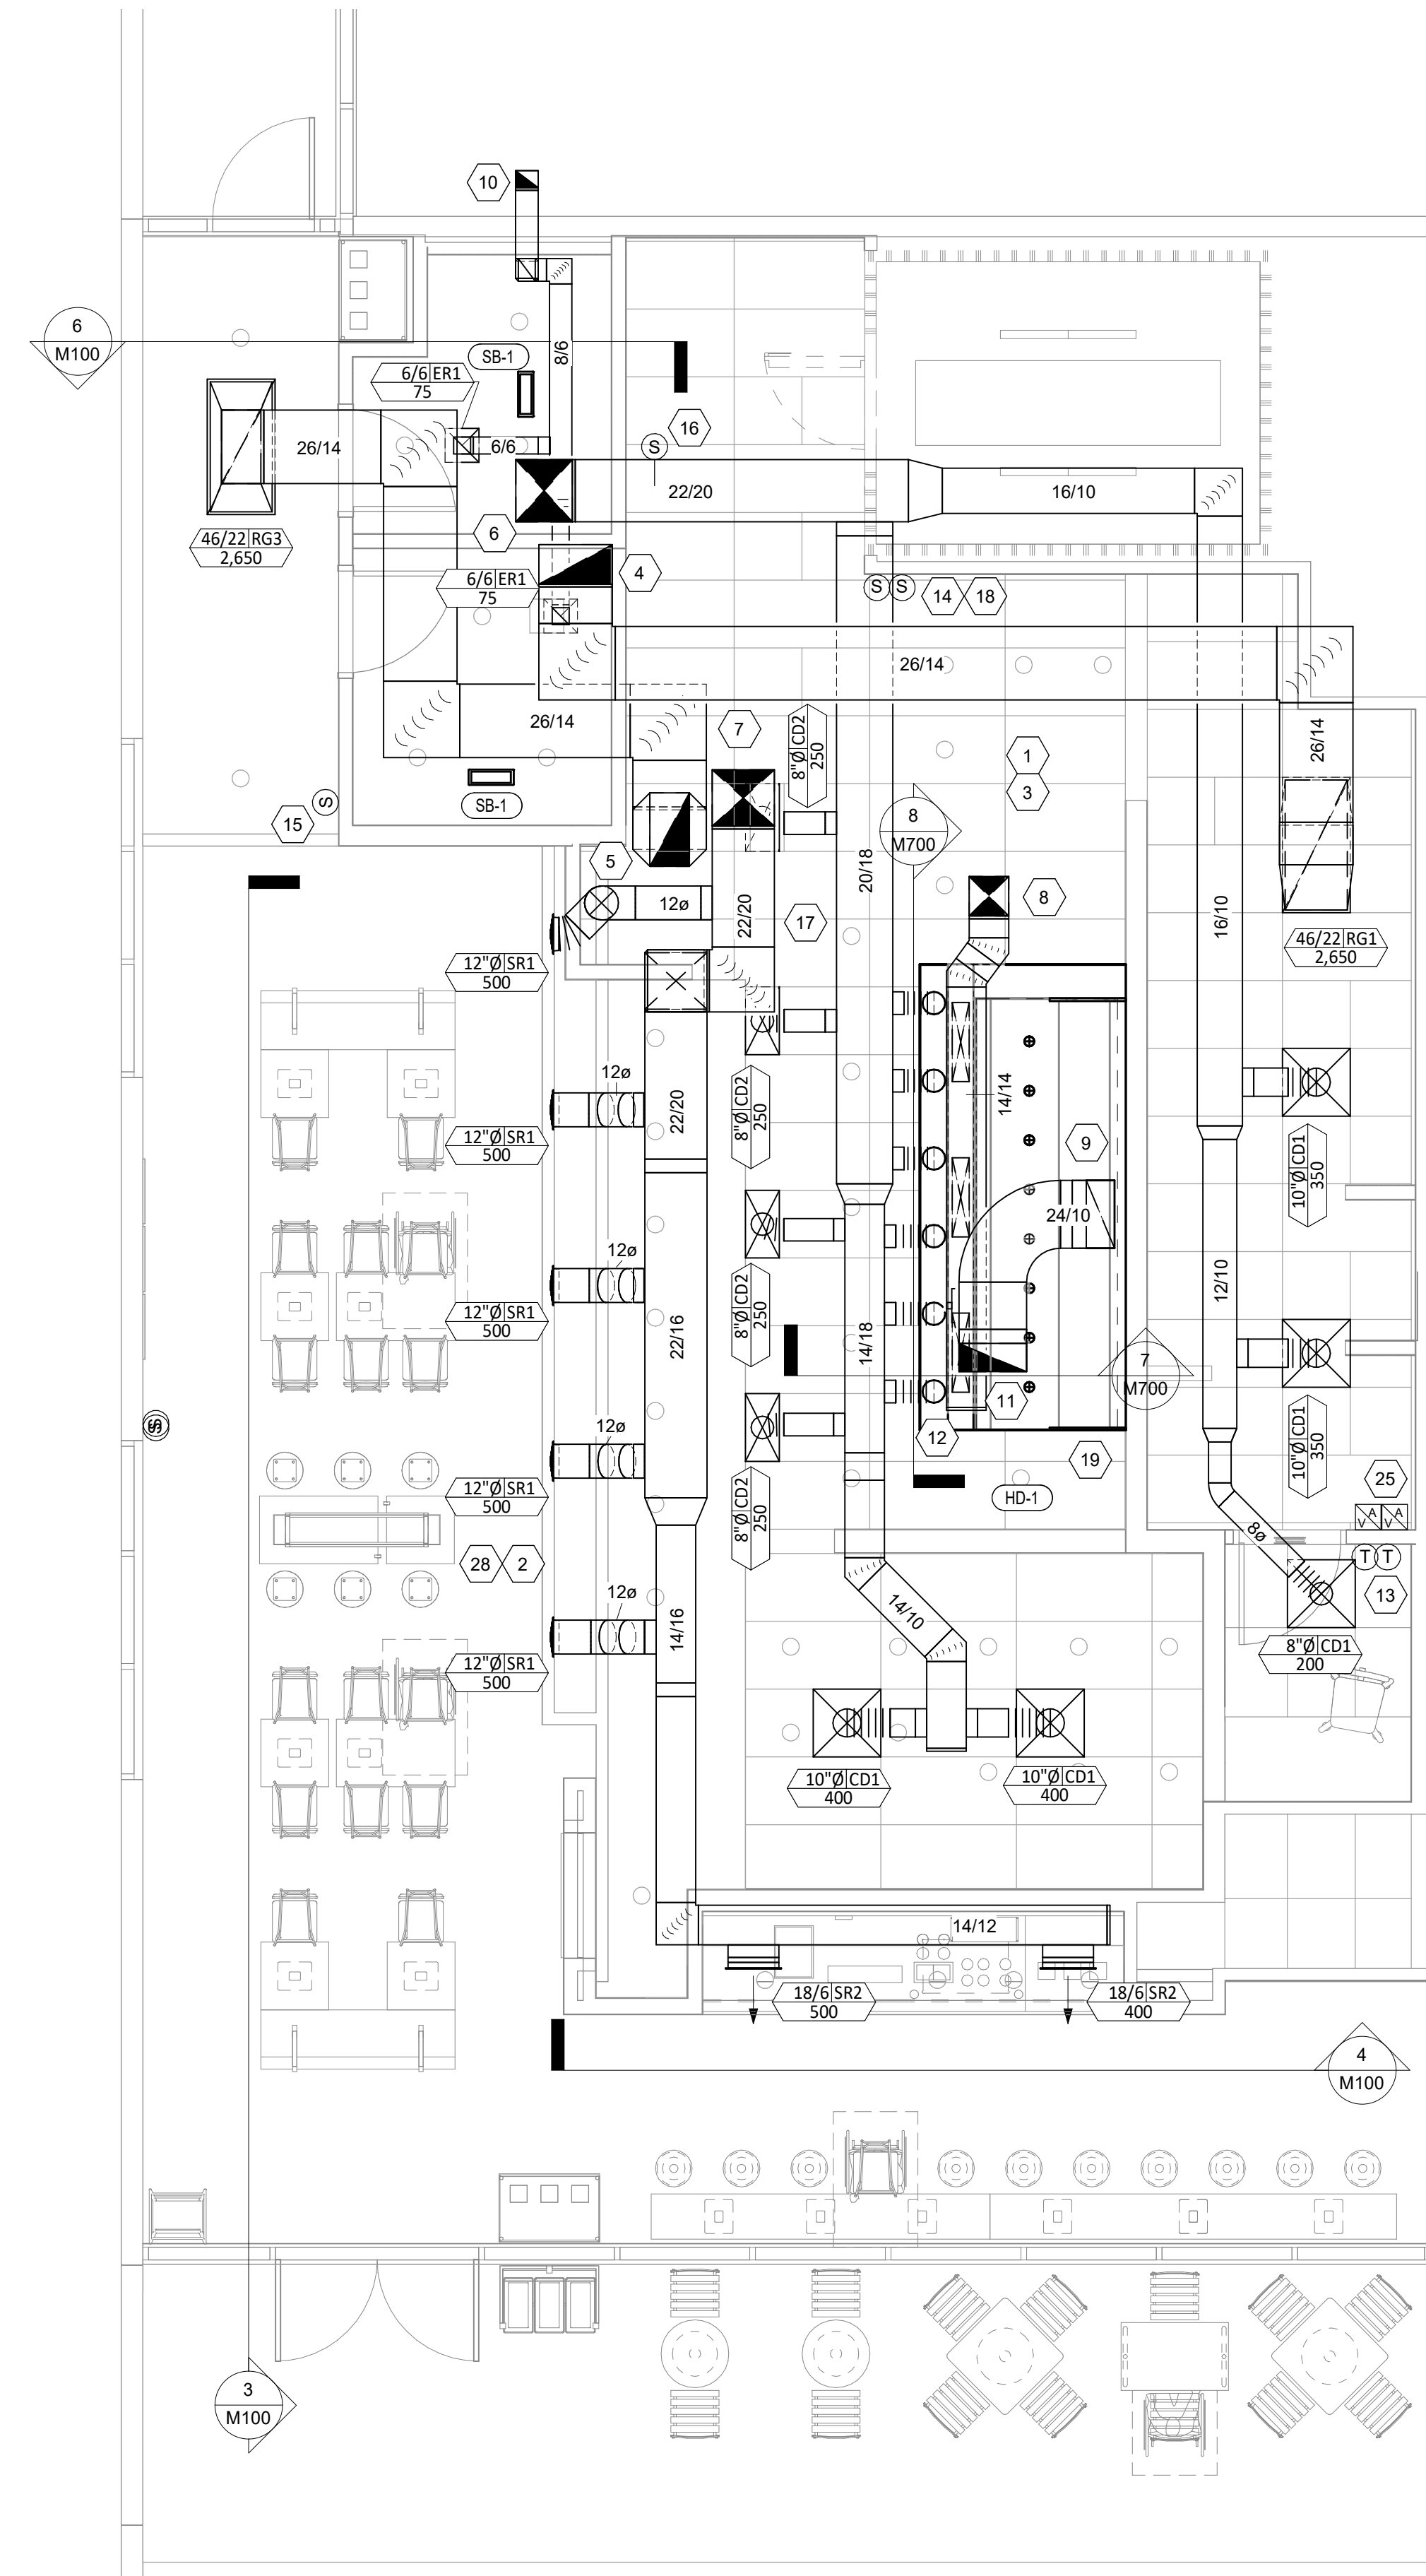 10
6
M100
SB-1
8/6
6/6 ER1
75
16
S
26/14
6/6
22/20
16/10
6
46/22 RG3
2,650
4
6/6 ER1
75
S S
14 18
26/14
26/14
7
8"Ø CD2
250
1
3
26/14
SB-1
S
15
8
M700
5
20/18
12ø
22/20
17
8
16/10
46/22 RG1
2,650
12"Ø SR1
500
12ø
22/20
8"Ø CD2
250
14/14
9
10"Ø CD1
350
12"Ø SR1
500
24/10
12ø
12"Ø SR1
500
22/16
8"Ø CD2
250
14/18
12/10
7
M700
11
12
19
12ø
10"Ø CD1
350
25
HD-1
12"Ø SR1
500
8"Ø CD2
250
A
V
A
V
8ø
T T
13
28 2
12ø
14/16
14/10
8"Ø CD1
200
12"Ø SR1
500
10"Ø CD1
400
10"Ø CD1
400
14/12
18/6 SR2
500
18/6 SR2
400
4
M100
3
M100